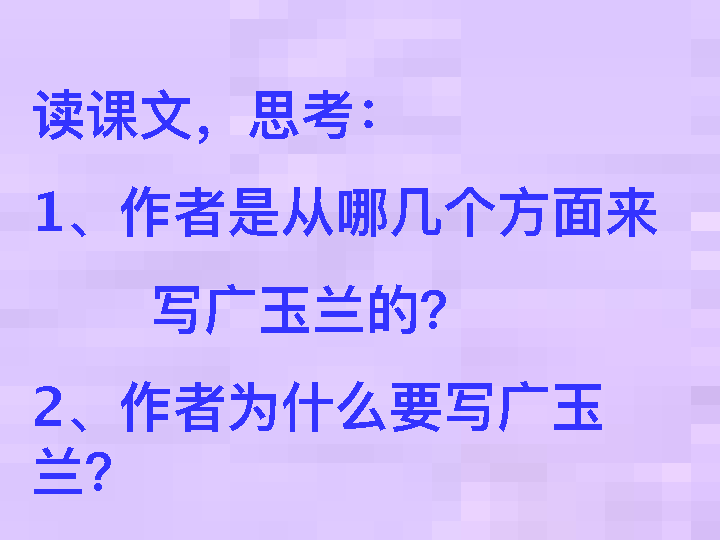 读课文，思考：
1、作者是从哪几个方面来
写广玉兰的？
2、作者为什么要写广玉
兰？